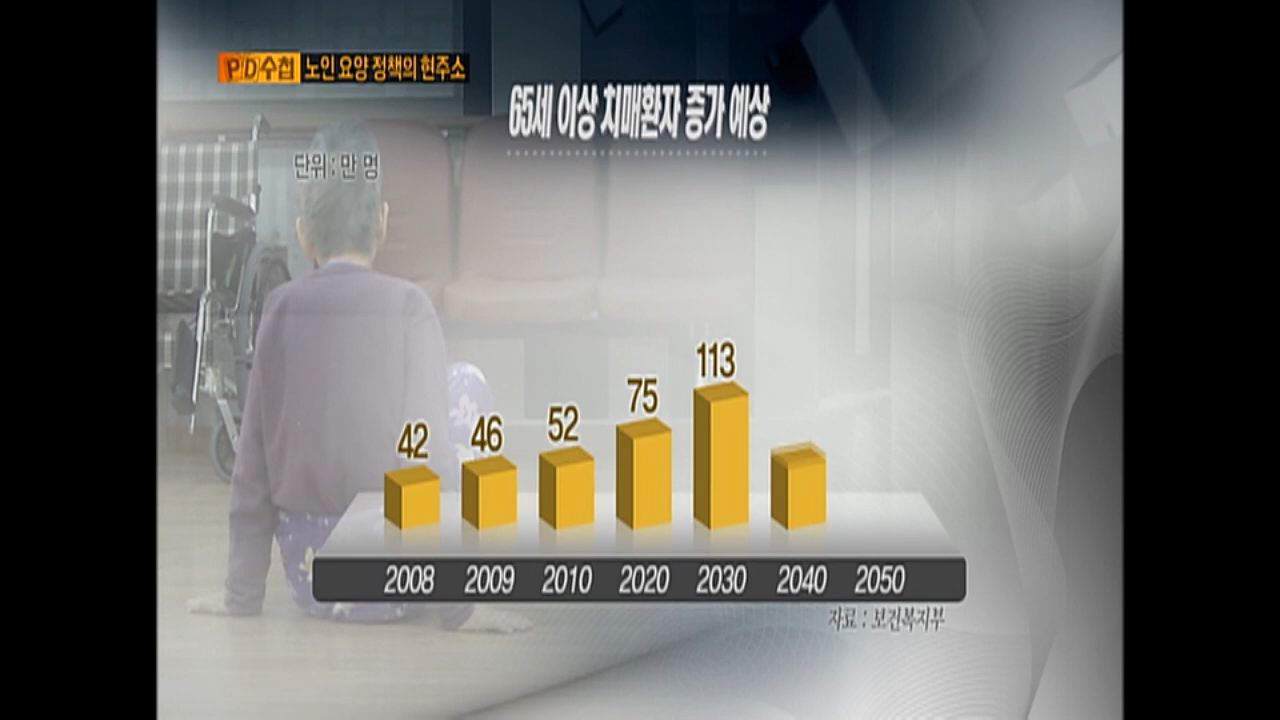 PD수첩 노인 요양 정책의 현주소
65세 이상 치매환자 증가 예상
단위 : 만 명
42 46 52 75 113
2008 2009 2010 2020 2030 2040 2050
자료 : 보건복지부